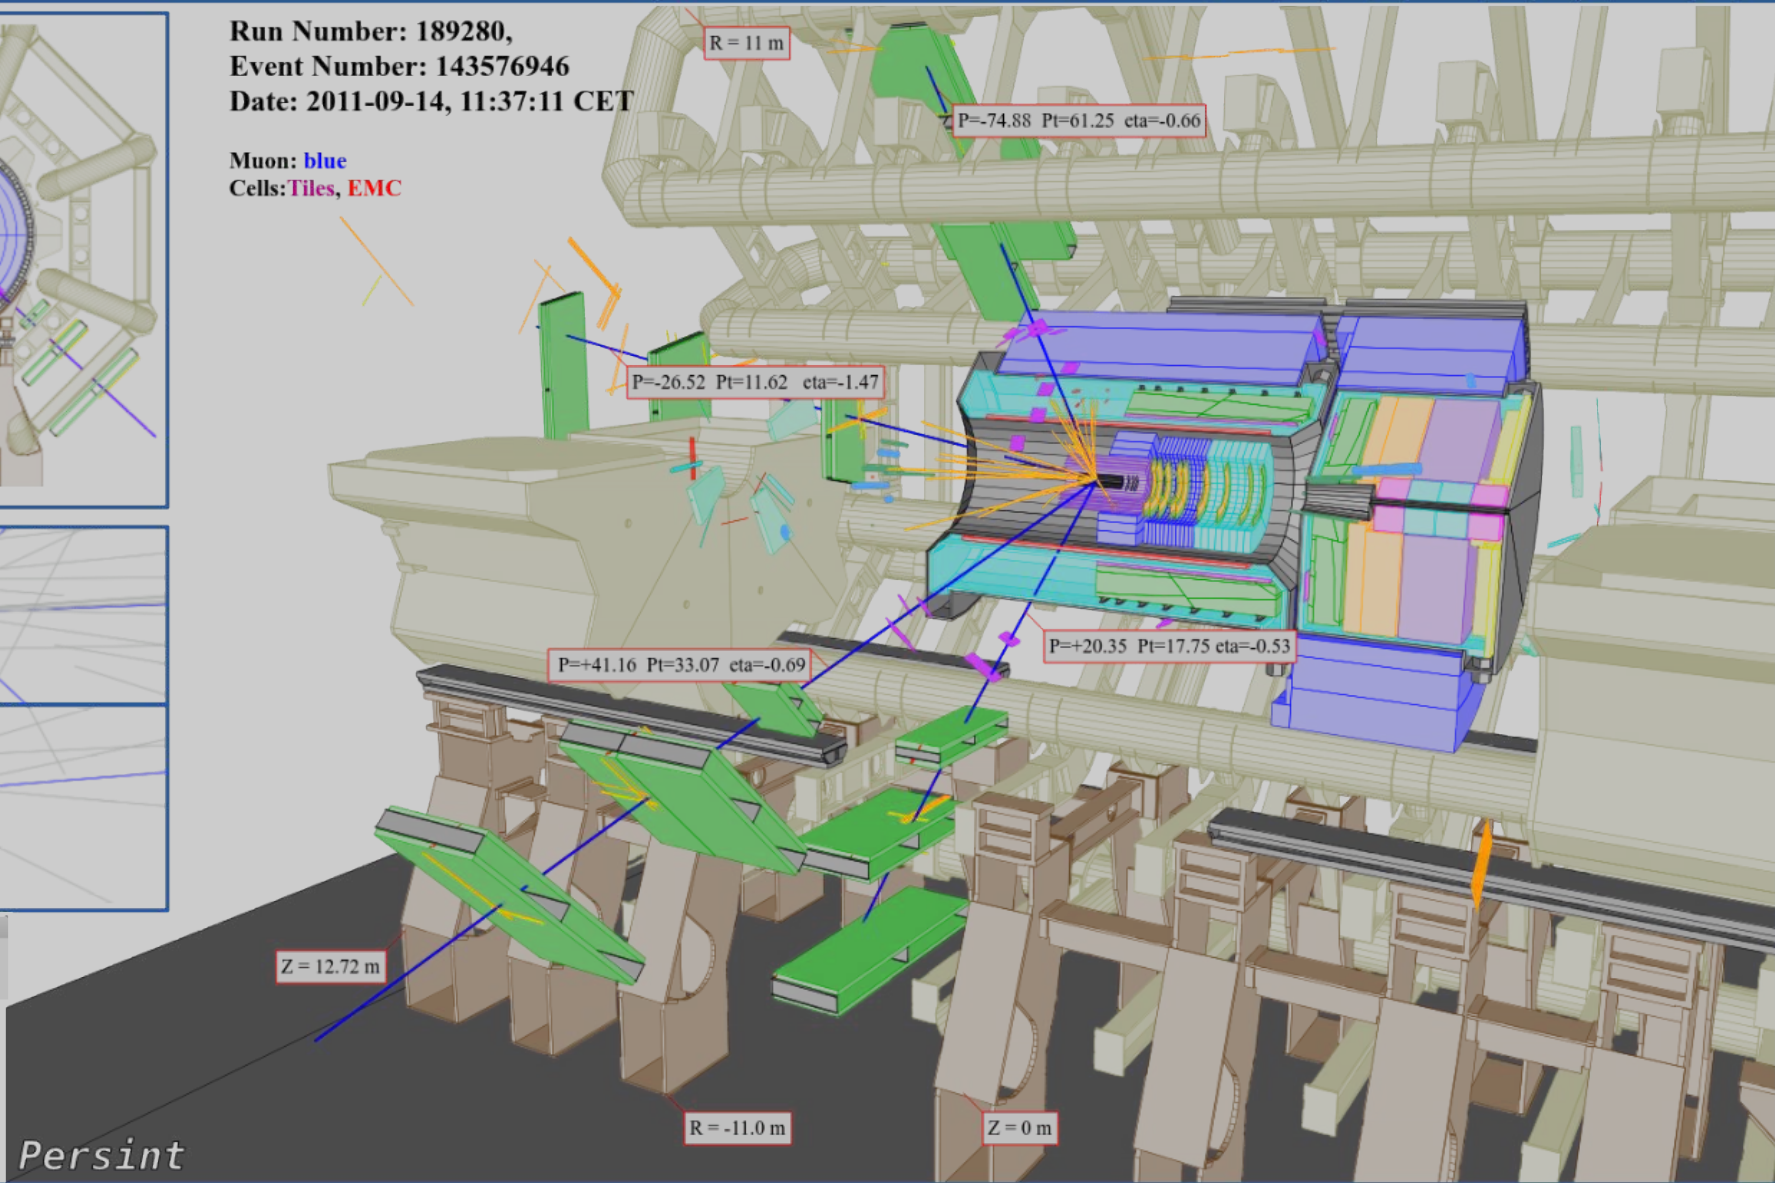 Run Number: 189280,
Event Number: 143576946
Date: 2011-09-14, 11:37:11 CET
Muon: blue
Cells:Tiles, EMC
R = 11 m
P=-74.88 Pt=61.25 eta=-0.66
P=-26.52 Pt=11.62 eta=-1.47
P=+20.35 Pt=17.75 eta=-0.53
P=+41.16 Pt=33.07 eta=-0.69
Z = 12.72 m
R = -11.0 m
Z = 0 m
Persint